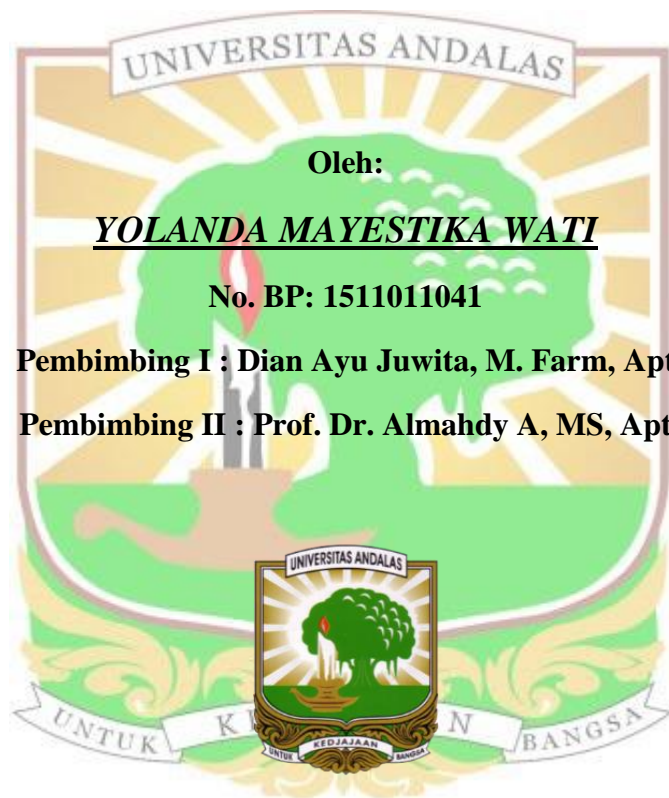 UNIVERSITAS ANDALAS
Oleh:
YOLANDA MAYESTIKA WATI
No. BP: 1511011041
Pembimbing I : Dian Ayu Juwita, M. Farm, Apt
Pembimbing II : Prof. Dr. Almahdy A, MS, Apt
UNIVERSITAS ANDALAS
UNTUK KEDJAJAAN BANGSA
UNTUK K N BANGSA